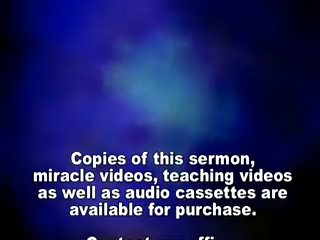 Copies of this sermon,
miracle videos, teaching videos
as well as audio cassettes are
available for purchase.